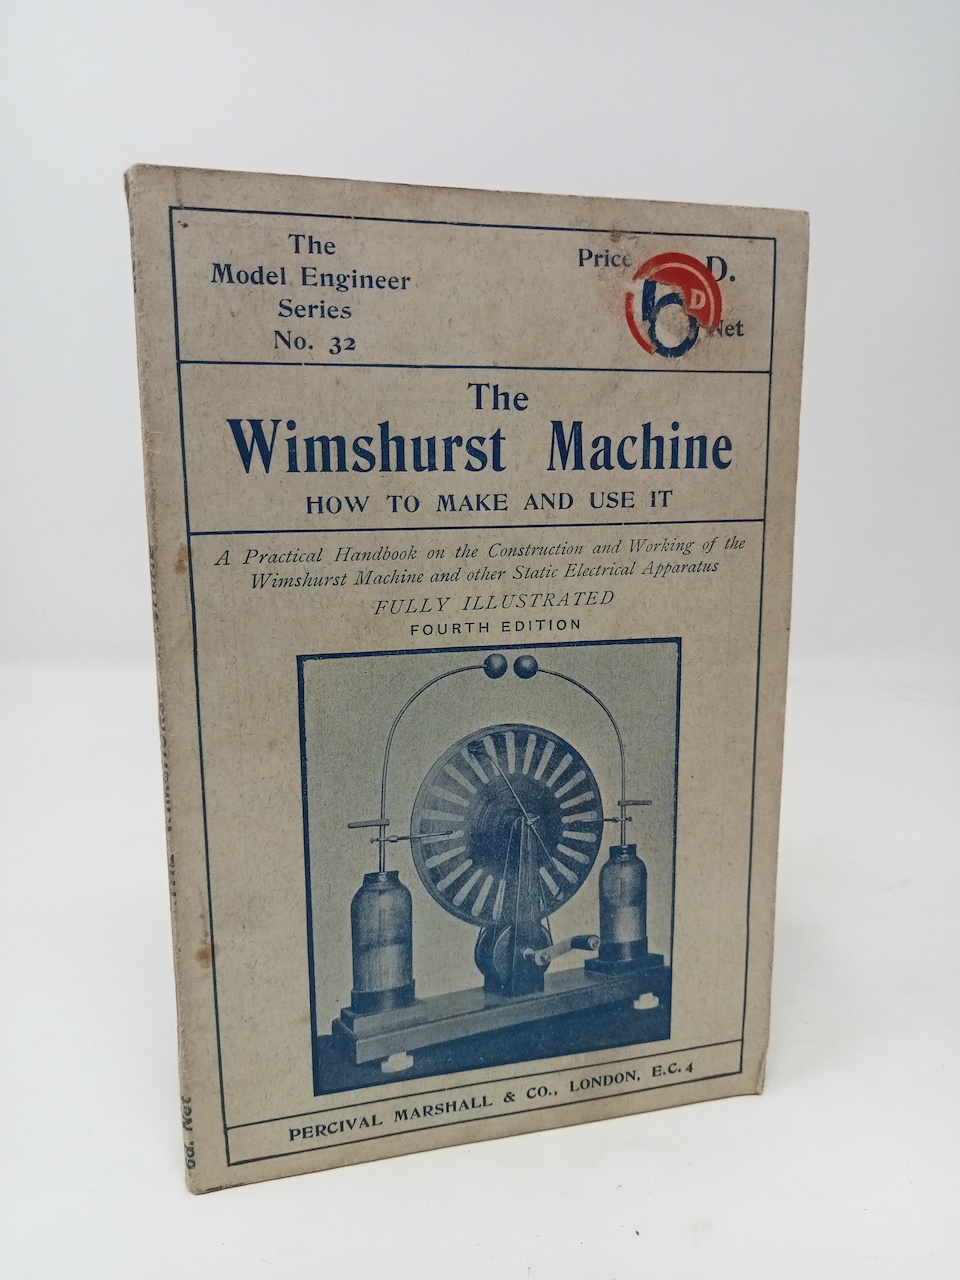 The
Model Engineer
Series
No. 32
Price D.
Net
The
Wimshurst Machine
HOW TO MAKE AND USE IT
A Practical Handbook on the Construction and Working of the
Wimshurst Machine and other Static Electrical Apparatus
FULLY ILLUSTRATED
FOURTH EDITION
PERCIVAL MARSHALL & CO., LONDON, E.C.4
Net